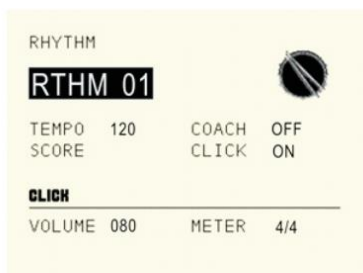 RHYTHM
RTHM 01
TEMPO 120 COACH OFF
SCORE CLICK ON
CLICK
VOLUME 080 METER 4/4